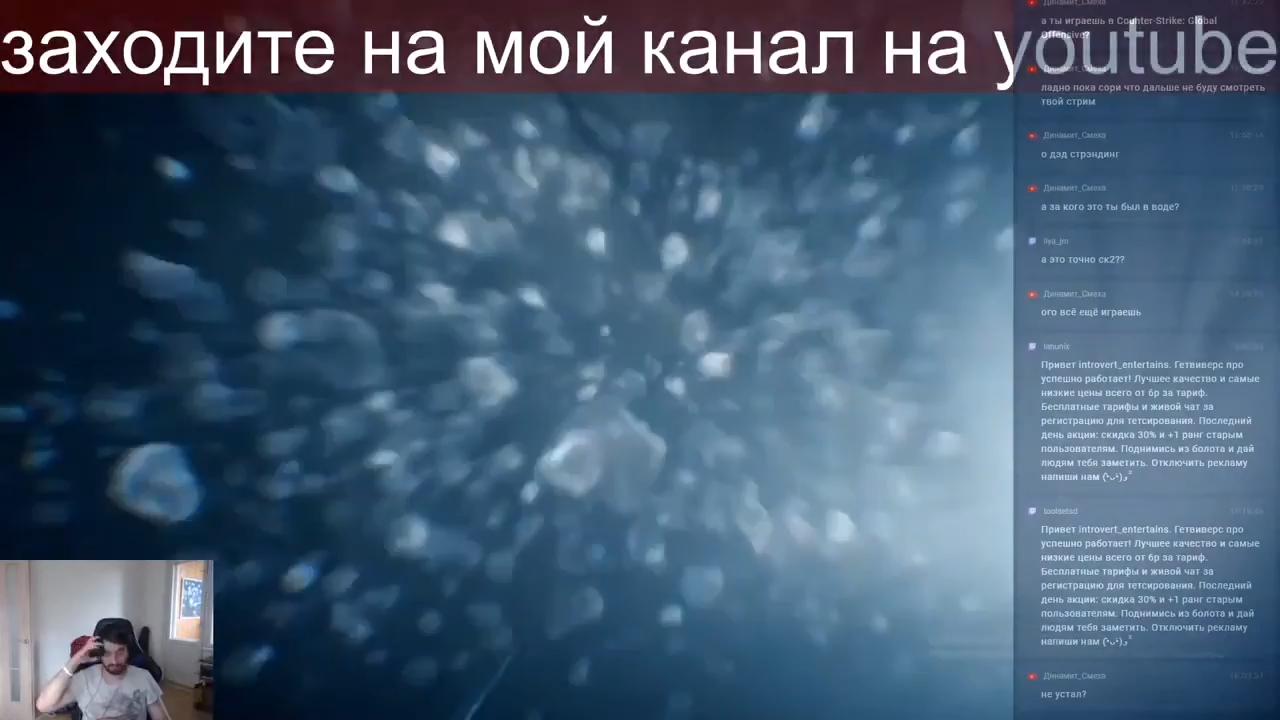 заходите на мой канал на youtube
Динамит_Смеха
а ты играешь в Counter-Strike: Global
Offensive?
Динамит_Смеха
ладно пока сори что дальше не буду смотреть
твой стрим
Динамит_Смеха
о дэд стрэндинг
Динамит_Смеха
а за кого это ты был в воде?
ilya_jm
а это точно ск2??
Динамит_Смеха
ого всё ещё играешь
Привет introvert_entertains. Гетвиверс про
успешно работает! Лучшее качество и самые
низкие цены всего от 6р за тариф.
Бесплатные тарифы и живой чат за
регистрацию для тетсирования. Последний
день акции: скидка 30% и +1 ранг старым
пользователям. Поднимись из болота и дай
людям тебя заметить. Отключить рекламу
напиши нам
Привет introvert_entertains. Гетвиверс про
успешно работает! Лучшее качество и самые
низкие цены всего от 6р за тариф.
Бесплатные тарифы и живой чат за
регистрацию для тетсирования. Последний
день акции: скидка 30% и +1 ранг старым
пользователям. Поднимись из болота и дай
людям тебя заметить. Отключить рекламу
напиши нам
Динамит_Смеха
не устал?